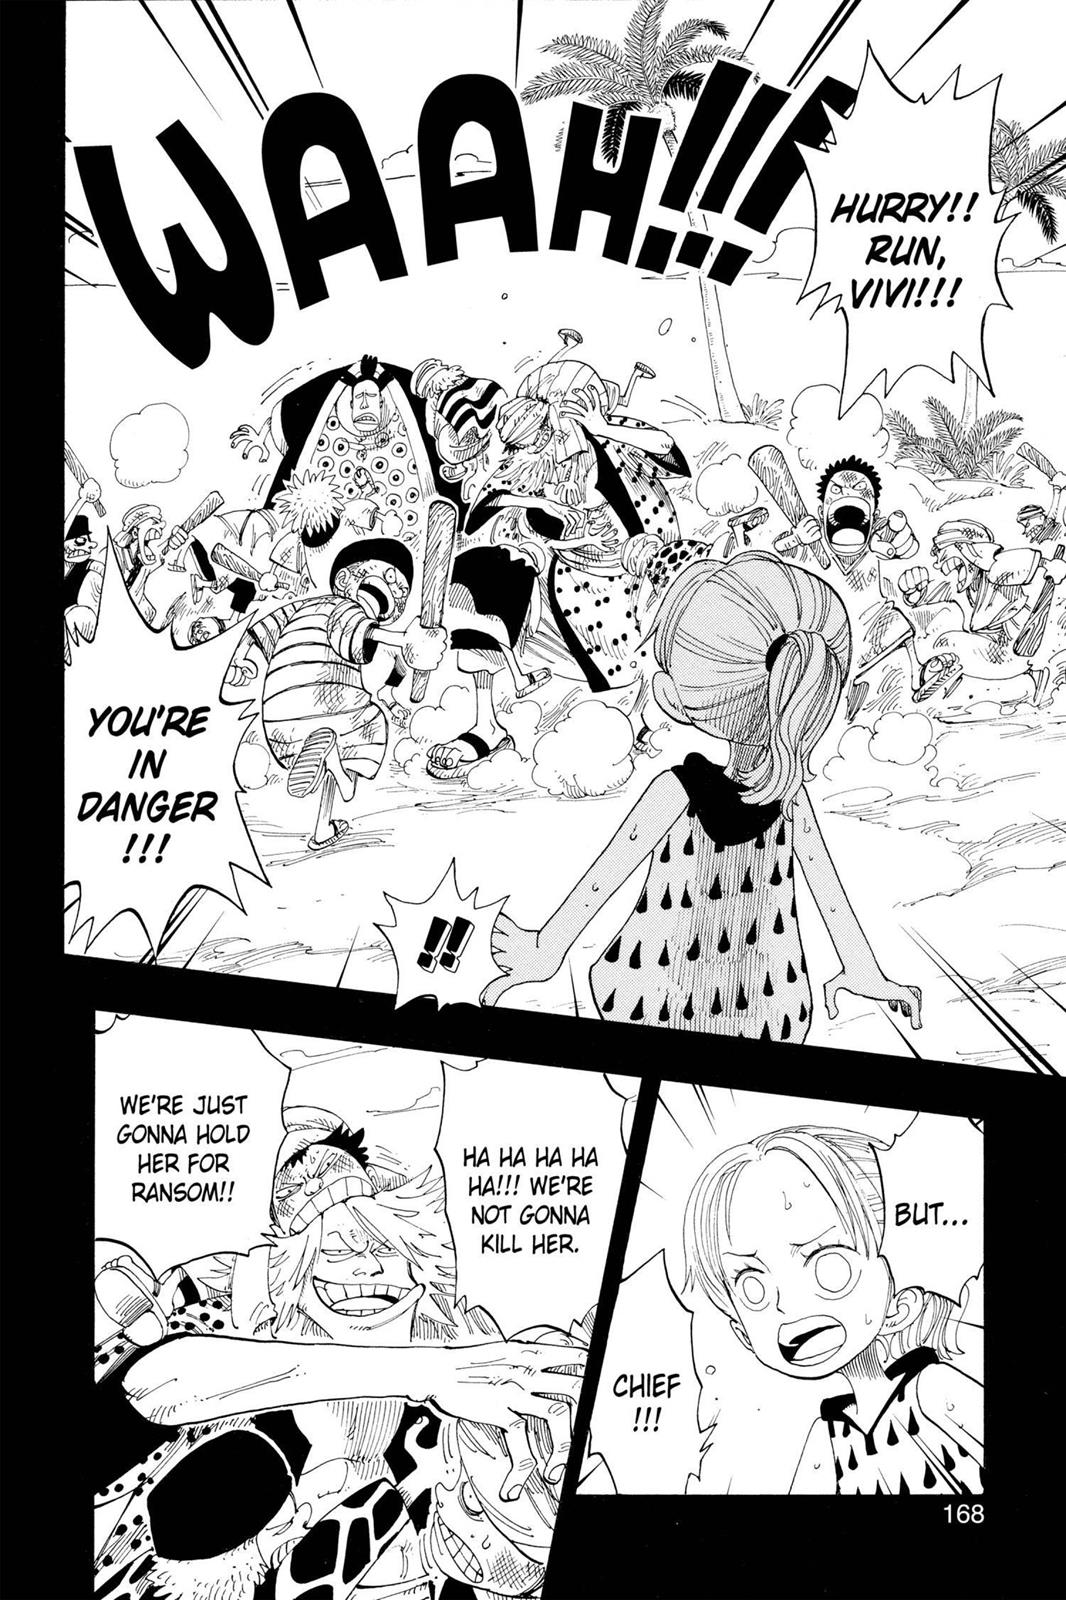 HURRY!!
RUN,
VIVI!!!
WAAH!!!
YOU'RE
IN
DANGER
!!!
!!
BUT...
CHIEF
!!!
HA HA HA HA
HA!!! WE'RE
NOT GONNA
KILL HER.
WE'RE JUST
GONNA HOLD
HER FOR
RANSOM!!
168